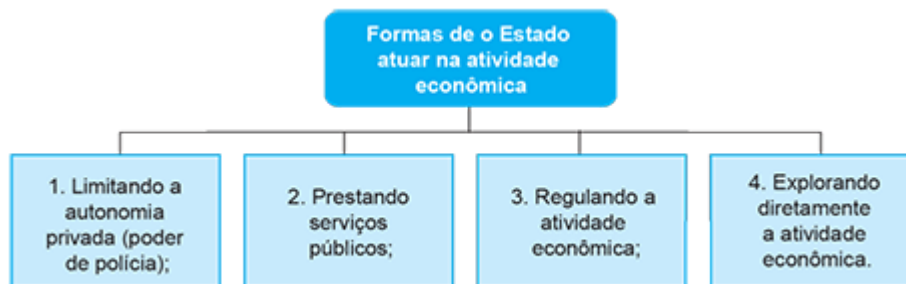 Formas de o Estado
atuar na atividade
econômica
1. Limitando a
autonomia
privada (poder
de polícia);
2. Prestando
serviços
públicos;
3. Regulando a
atividade
econômica;
4. Explorando
diretamente
a atividade
econômica.